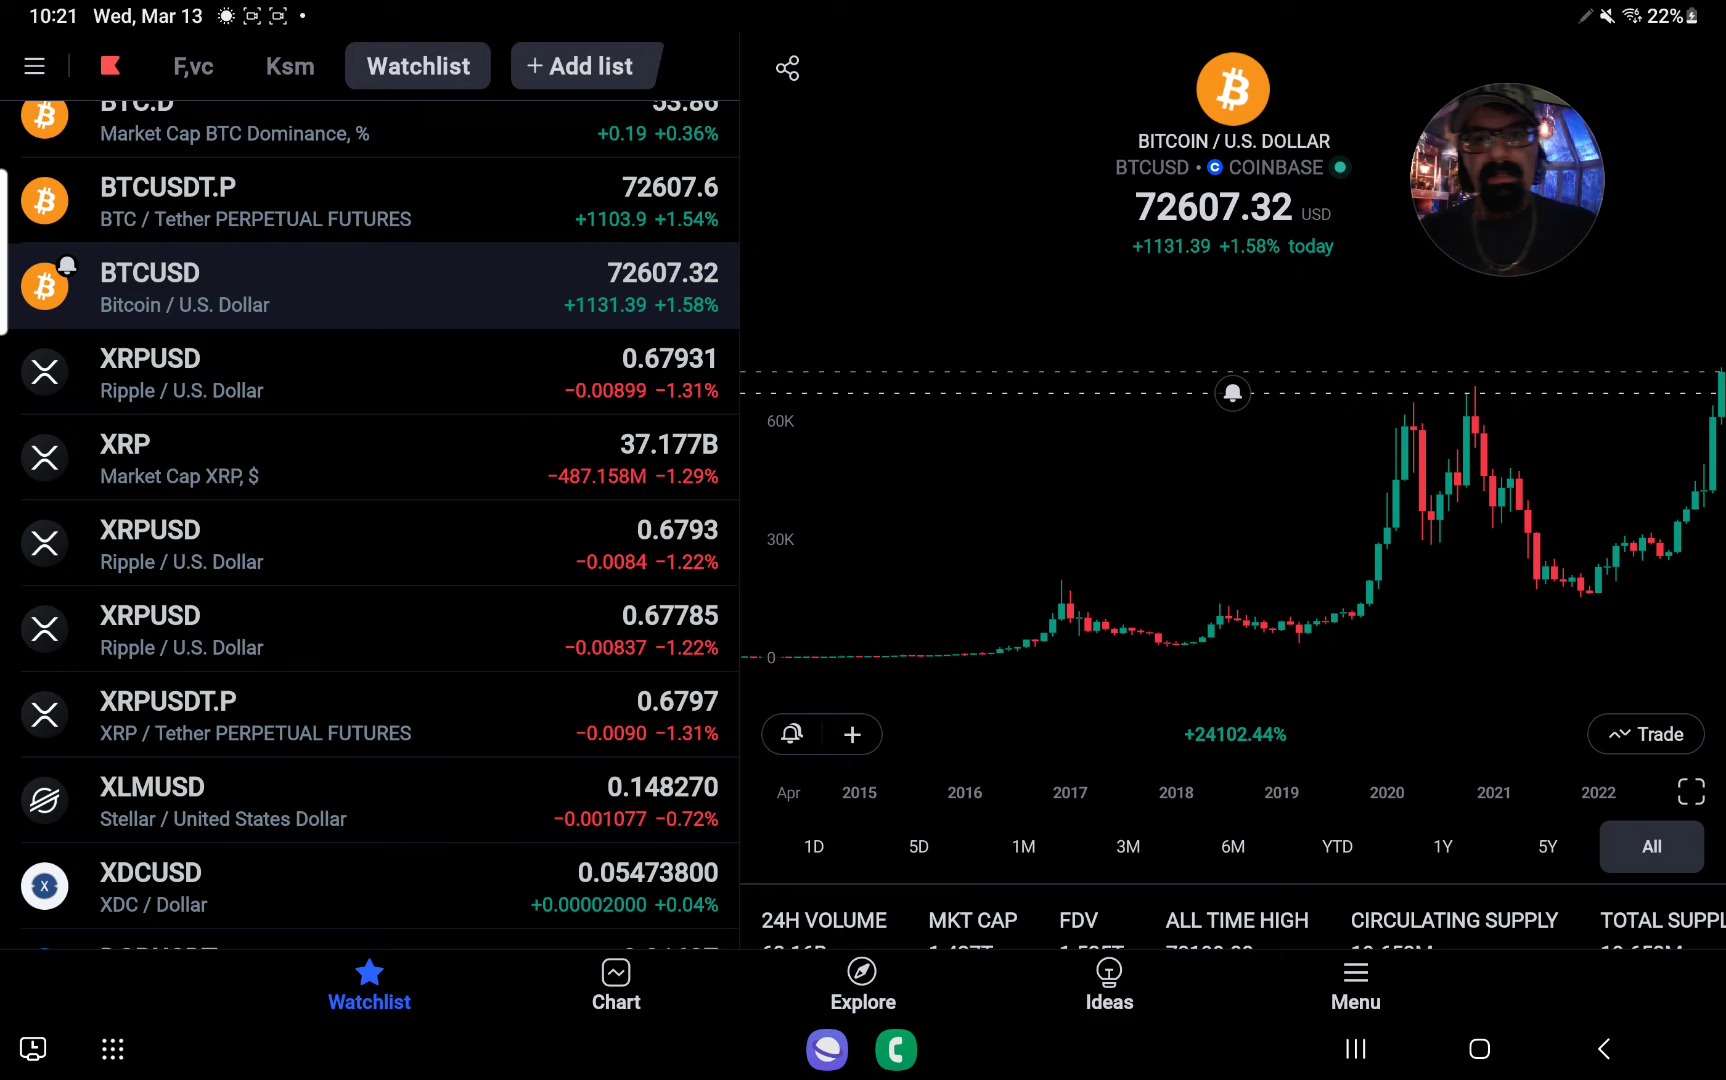 10:21 Wed, Mar 13
22%
F,vc
Ksm
Watchlist
+ Add list
BTC.D 53.86
Market Cap BTC Dominance, % +0.19 +0.36%
BTCUSDT.P 72607.6
BTC / Tether PERPETUAL FUTURES +1103.9 +1.54%
BTCUSD 72607.32
Bitcoin / U.S. Dollar +1131.39 +1.58%
XRPUSD 0.67931
Ripple / U.S. Dollar −0.00899 −1.31%
XRP 37.177B
Market Cap XRP, $ −487.158M −1.29%
XRPUSD 0.6793
Ripple / U.S. Dollar −0.0084 −1.22%
XRPUSD 0.67785
Ripple / U.S. Dollar −0.00837 −1.22%
XRPUSDT.P 0.6797
XRP / Tether PERPETUAL FUTURES −0.0090 −1.31%
XLMUSD 0.148270
Stellar / United States Dollar −0.001077 −0.72%
XDCUSD 0.05473800
XDC / Dollar +0.00002000 +0.04%
BITCOIN / U.S. DOLLAR
BTCUSD • COINBASE
72607.32 USD
+1131.39 +1.58% today
60K
30K
0
+24102.44%
Trade
Apr 2015 2016 2017 2018 2019 2020 2021 2022
1D 5D 1M 3M 6M YTD 1Y 5Y All
24H VOLUME MKT CAP FDV ALL TIME HIGH CIRCULATING SUPPLY TOTAL SUPPL
Watchlist Chart Explore Ideas Menu